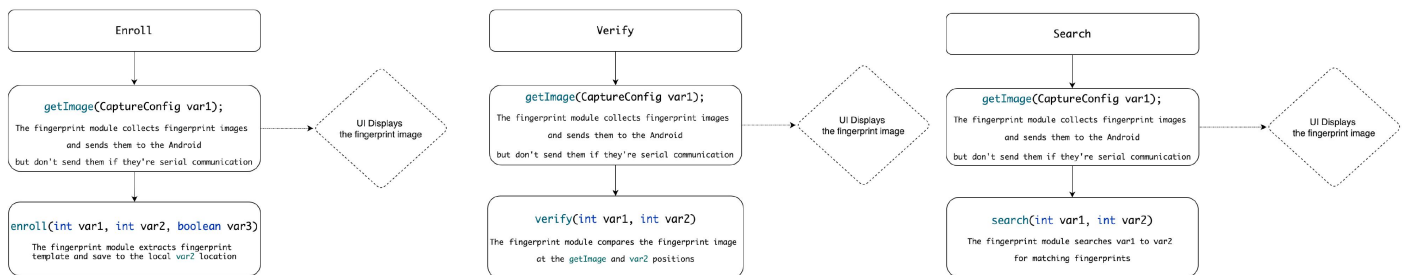 Enroll
getImage(CaptureConfig var1);
The fingerprint module collects fingerprint images
and sends them to the Android
but don't send them if they're serial communication
UI Displays
the fingerprint image
enroll(int var1, int var2, boolean var3)
The fingerprint module extracts fingerprint
template and save to the local var2 location
Verify
getImage(CaptureConfig var1);
The fingerprint module collects fingerprint images
and sends them to the Android
but don't send them if they're serial communication
UI Displays
the fingerprint image
verify(int var1, int var2)
The fingerprint module compares the fingerprint image
at the getImage and var2 positions
Search
getImage(CaptureConfig var1);
The fingerprint module collects fingerprint images
and sends them to the Android
but don't send them if they're serial communication
UI Displays
the fingerprint image
search(int var1, int var2)
The fingerprint module searches var1 to var2
for matching fingerprints